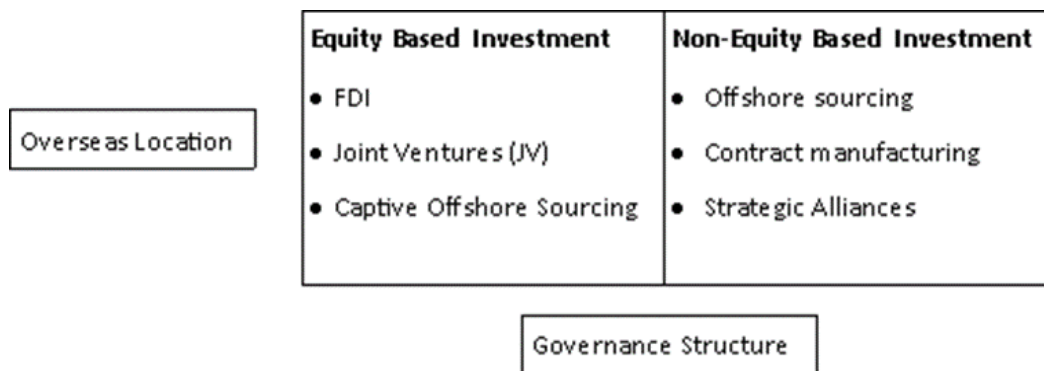 Equity Based Investment
Non-Equity Based Investment
● FDI
● Offshore sourcing
Overseas Location
● Joint Ventures (JV)
● Contract manufacturing
● Captive Offshore Sourcing
● Strategic Alliances
Governance Structure